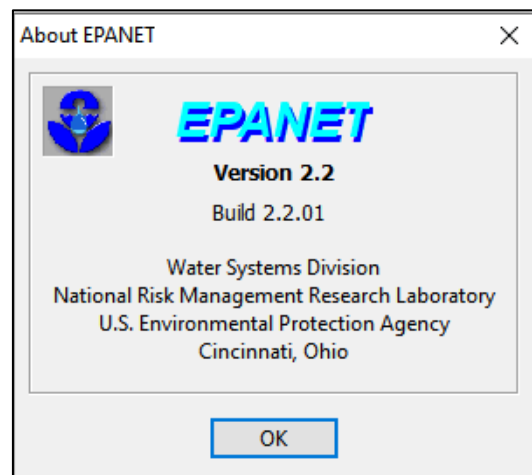 About EPANET
EPANET
Version 2.2
Build 2.2.01
Water Systems Division
National Risk Management Research Laboratory
U.S. Environmental Protection Agency
Cincinnati, Ohio
OK